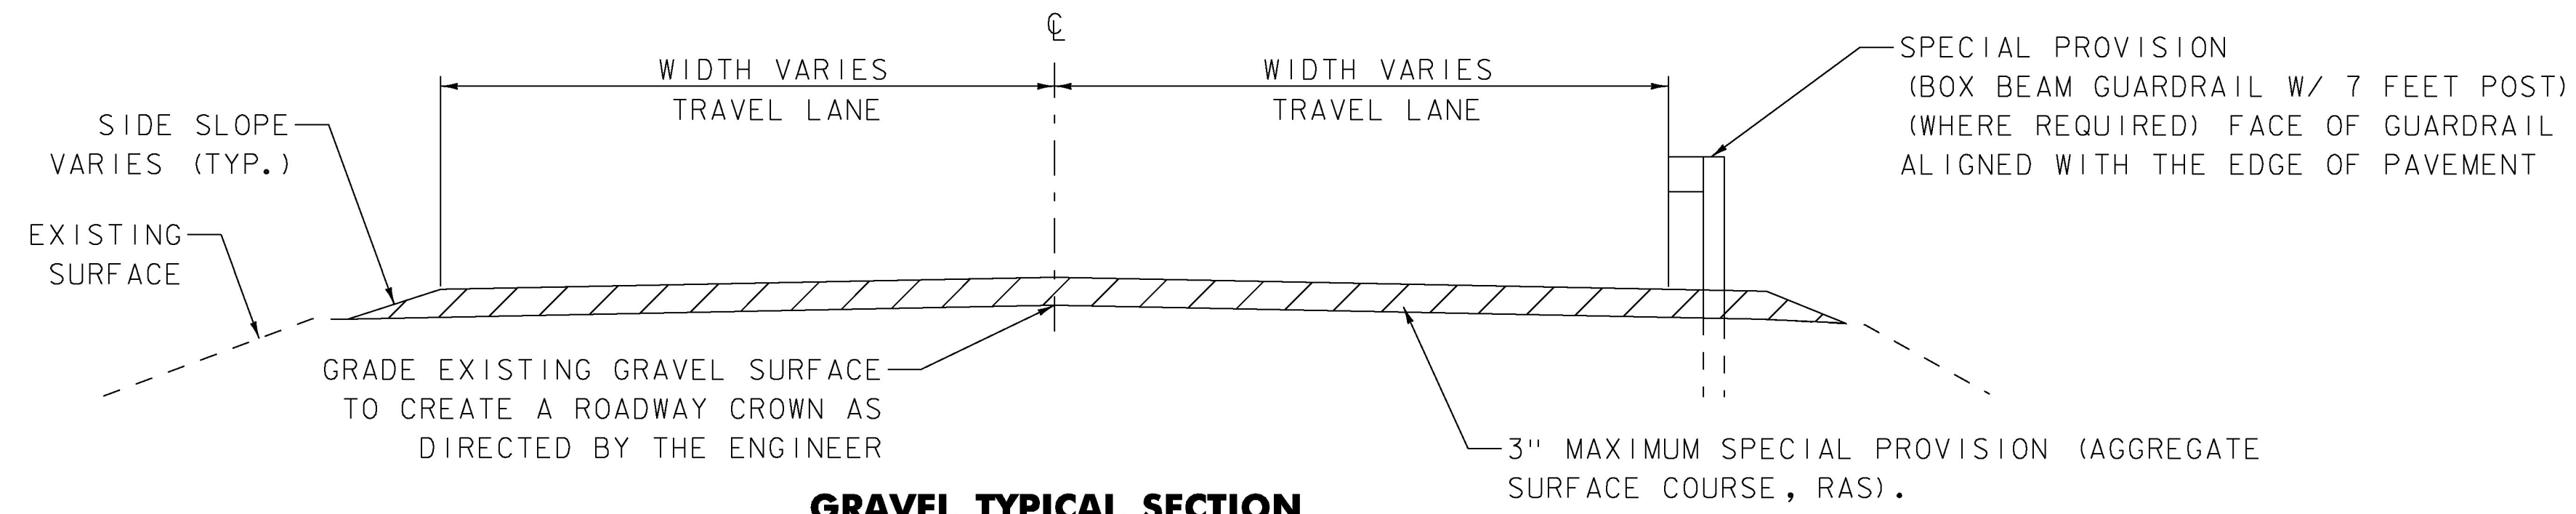 ℄
WIDTH VARIES
TRAVEL LANE
WIDTH VARIES
TRAVEL LANE
SPECIAL PROVISION
(BOX BEAM GUARDRAIL W/ 7 FEET POST)
(WHERE REQUIRED) FACE OF GUARDRAIL
ALIGNED WITH THE EDGE OF PAVEMENT
SIDE SLOPE
VARIES (TYP.)
EXISTING
SURFACE
GRADE EXISTING GRAVEL SURFACE
TO CREATE A ROADWAY CROWN AS
DIRECTED BY THE ENGINEER
3" MAXIMUM SPECIAL PROVISION (AGGREGATE
SURFACE COURSE, RAS).
GRAVEL TYPICAL SECTION